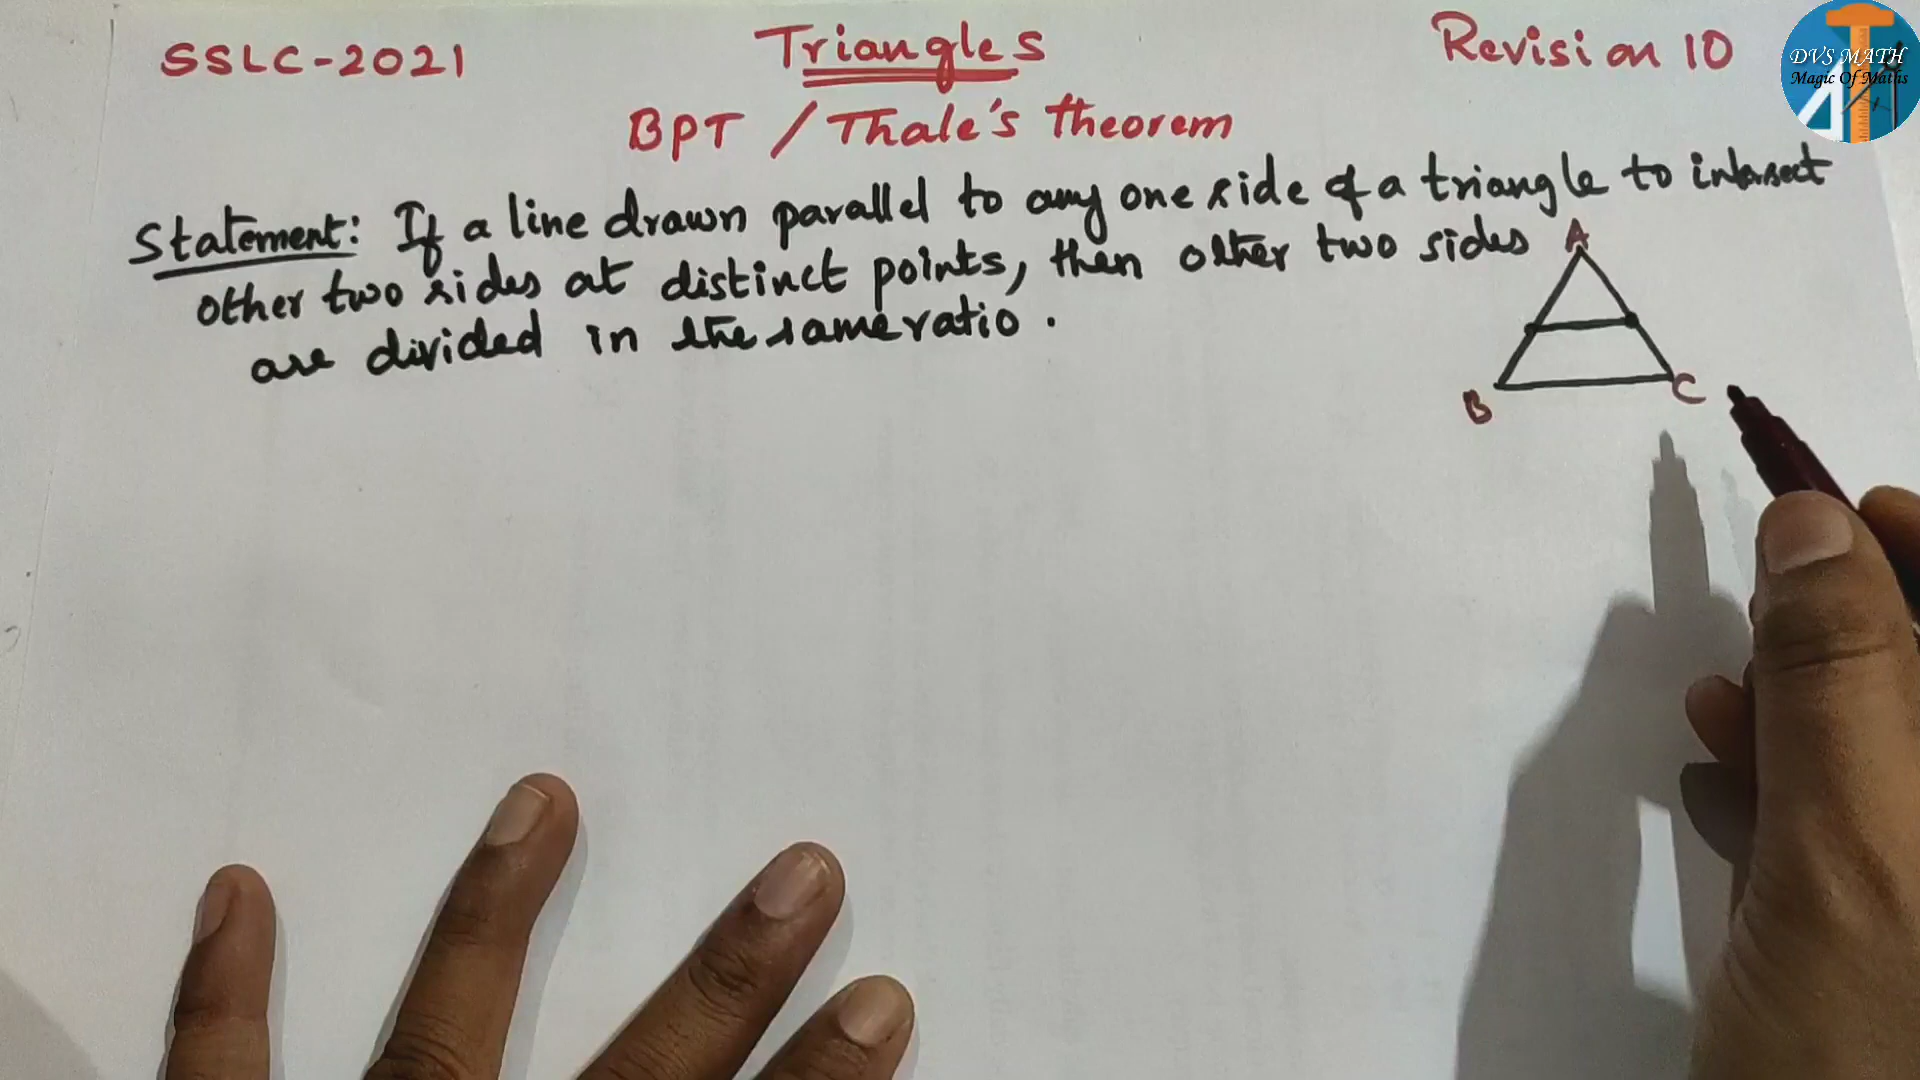 SSLC-2021 Triangles Revision 10
BPT / Thale's theorem
Statement: If a line drawn parallel to any one side of a triangle to intersect
other two sides at distinct points, then other two sides
are divided in the same ratio.
A
B
C
DVS MATH
Magic Of Maths